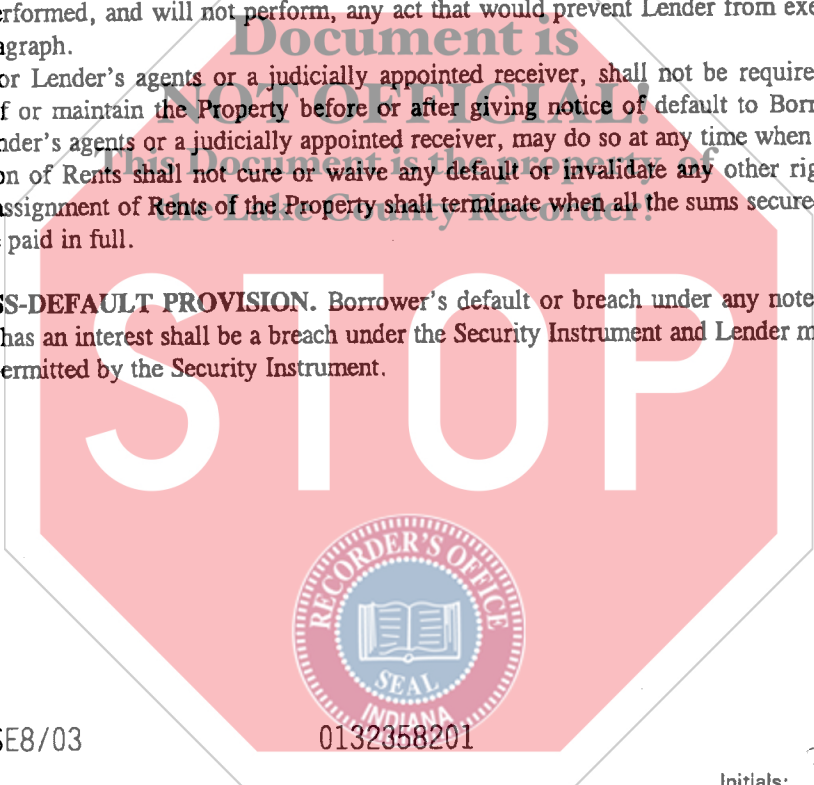 erformed, and will not perform, any act that would prevent Lender from exe
agraph.
Document is
or Lender's agents or a judicially appointed receiver, shall not be require
NOT OFFICIAL!
f or maintain the Property before or after giving notice of default to Borr
nder's agents or a judicially appointed receiver, may do so at any time when
This Document is the property of
on of Rents shall not cure or waive any default or invalidate any other rig
the Lake County Recorder!
assignment of Rents of the Property shall terminate when all the sums secure
paid in full.
SS-DEFAULT PROVISION. Borrower's default or breach under any note
has an interest shall be a breach under the Security Instrument and Lender m
ermitted by the Security Instrument.
STOP
RECORDER'S OFFICE
SEAL
INDIANA
SE8/03
0132358201
Initials: